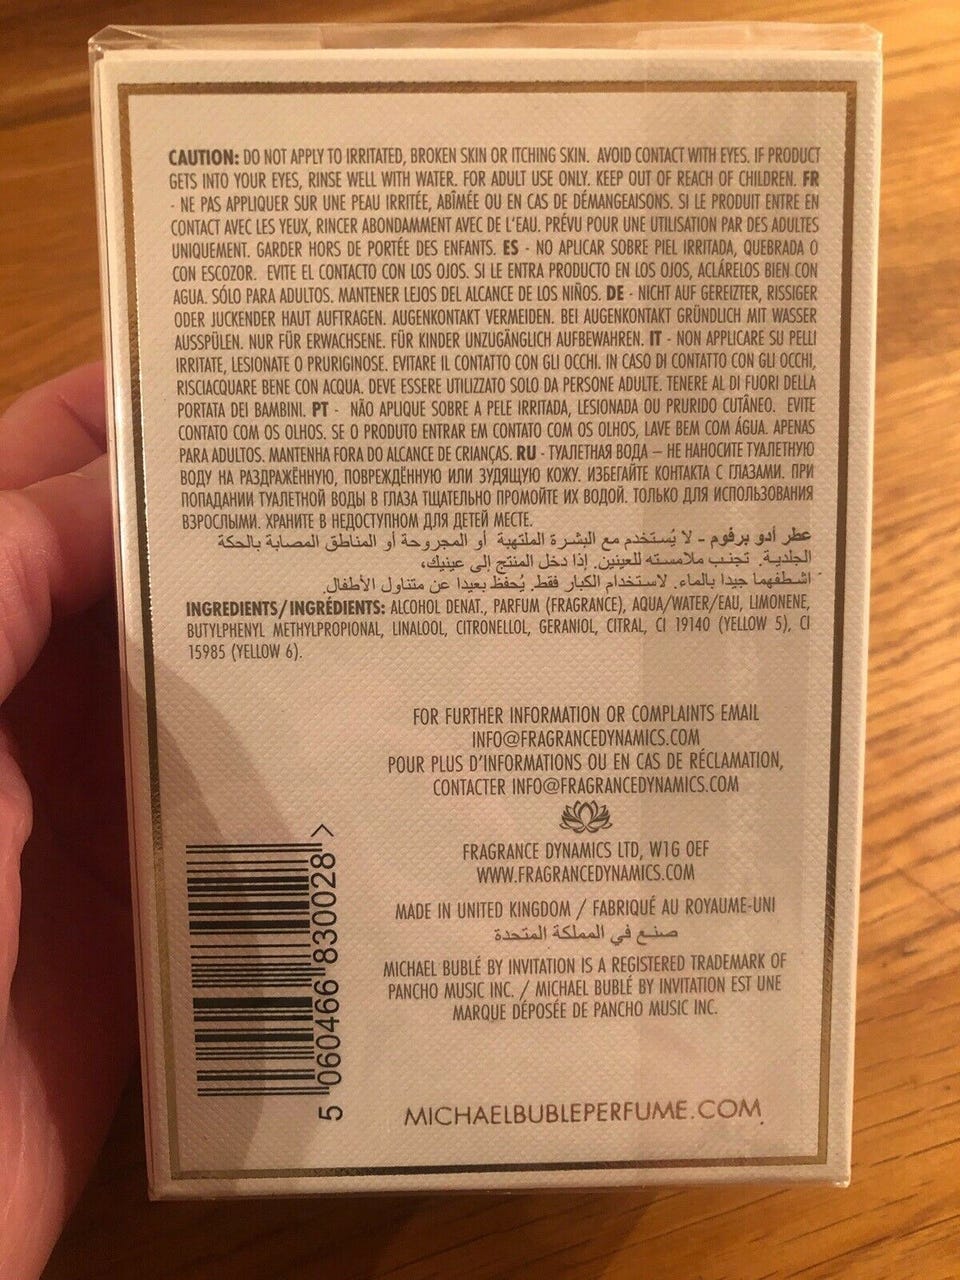 CAUTION: DO NOT APPLY TO IRRITATED, BROKEN SKIN OR ITCHING SKIN. AVOID CONTACT WITH EYES. IF PRODUCT
GETS INTO YOUR EYES, RINSE WELL WITH WATER. FOR ADULT USE ONLY. KEEP OUT OF REACH OF CHILDREN. FR
- NE PAS APPLIQUER SUR UNE PEAU IRRITÉE, ABÎMÉE OU EN CAS DE DÉMANGEAISONS. SI LE PRODUIT ENTRE EN
CONTACT AVEC LES YEUX, RINCER ABONDAMMENT AVEC DE L'EAU. PRÉVU POUR UNE UTILISATION PAR DES ADULTES
UNIQUEMENT. GARDER HORS DE PORTÉE DES ENFANTS. ES - NO APLICAR SOBRE PIEL IRRITADA, QUEBRADA O
CON ESCOZOR. EVITE EL CONTACTO CON LOS OJOS. SI LE ENTRA PRODUCTO EN LOS OJOS, ACLÁRELOS BIEN CON
AGUA. SÓLO PARA ADULTOS. MANTENER LEJOS DEL ALCANCE DE LOS NIÑOS. DE - NICHT AUF GEREIZTER, RISSIGER
ODER JUCKENDER HAUT AUFTRAGEN. AUGENKONTAKT VERMEIDEN. BEI AUGENKONTAKT GRÜNDLICH MIT WASSER
AUSSPÜLEN. NUR FÜR ERWACHSENE. FÜR KINDER UNZUGÄNGLICH AUFBEWAHREN. IT - NON APPLICARE SU PELLI
IRRITATE, LESIONATE O PRURIGINOSE. EVITARE IL CONTATTO CON GLI OCCHI. IN CASO DI CONTATTO CON GLI OCCHI,
RISCIACQUARE BENE CON ACQUA. DEVE ESSERE UTILIZZATO SOLO DA PERSONE ADULTE. TENERE AL DI FUORI DELLA
PORTATA DEI BAMBINI. PT - NÃO APLIQUE SOBRE A PELE IRRITADA, LESIONADA OU PRURIDO CUTÂNEO. EVITE
CONTATO COM OS OLHOS. SE O PRODUTO ENTRAR EM CONTATO COM OS OLHOS, LAVE BEM COM ÁGUA. APENAS
PARA ADULTOS. MANTENHA FORA DO ALCANCE DE CRIANÇAS. RU - ТУАЛЕТНАЯ ВОДА – НЕ НАНОСИТЕ ТУАЛЕТНУЮ
ВОДУ НА РАЗДРАЖЁННУЮ, ПОВРЕЖДЁННУЮ ИЛИ ЗУДЯЩУЮ КОЖУ. ИЗБЕГАЙТЕ КОНТАКТА С ГЛАЗАМИ. ПРИ
ПОПАДАНИИ ТУАЛЕТНОЙ ВОДЫ В ГЛАЗА ТЩАТЕЛЬНО ПРОМОЙТЕ ИХ ВОДОЙ. ТОЛЬКО ДЛЯ ИСПОЛЬЗОВАНИЯ
ВЗРОСЛЫМИ. ХРАНИТЕ В НЕДОСТУПНОМ ДЛЯ ДЕТЕЙ МЕСТЕ.
عطر أدو برفوم - لا يُستخدم مع البشرة الملتهبة أو المجروحة أو المناطق المصابة بالحكة
الجلدية. تجنب ملامسته للعينين. إذا دخل المنتج إلى عينيك،
اشطفهما جيدا بالماء. لاستخدام الكبار فقط. يُحفظ بعيدا عن متناول الأطفال.
INGREDIENTS/INGRÉDIENTS: ALCOHOL DENAT., PARFUM (FRAGRANCE), AQUA/WATER/EAU, LIMONENE,
BUTYLPHENYL METHYLPROPIONAL, LINALOOL, CITRONELLOL, GERANIOL, CITRAL, CI 19140 (YELLOW 5), CI
15985 (YELLOW 6).
FOR FURTHER INFORMATION OR COMPLAINTS EMAIL
INFO@FRAGRANCEDYNAMICS.COM
POUR PLUS D'INFORMATIONS OU EN CAS DE RÉCLAMATION,
CONTACTER INFO@FRAGRANCEDYNAMICS.COM
FRAGRANCE DYNAMICS LTD, W1G 0EF
WWW.FRAGRANCEDYNAMICS.COM
MADE IN UNITED KINGDOM / FABRIQUÉ AU ROYAUME-UNI
صنع في المملكة المتحدة
MICHAEL BUBLÉ BY INVITATION IS A REGISTERED TRADEMARK OF
PANCHO MUSIC INC. / MICHAEL BUBLÉ BY INVITATION EST UNE
MARQUE DÉPOSÉE DE PANCHO MUSIC INC.
5 060466 830028 >
MICHAELBUBLEPERFUME.COM